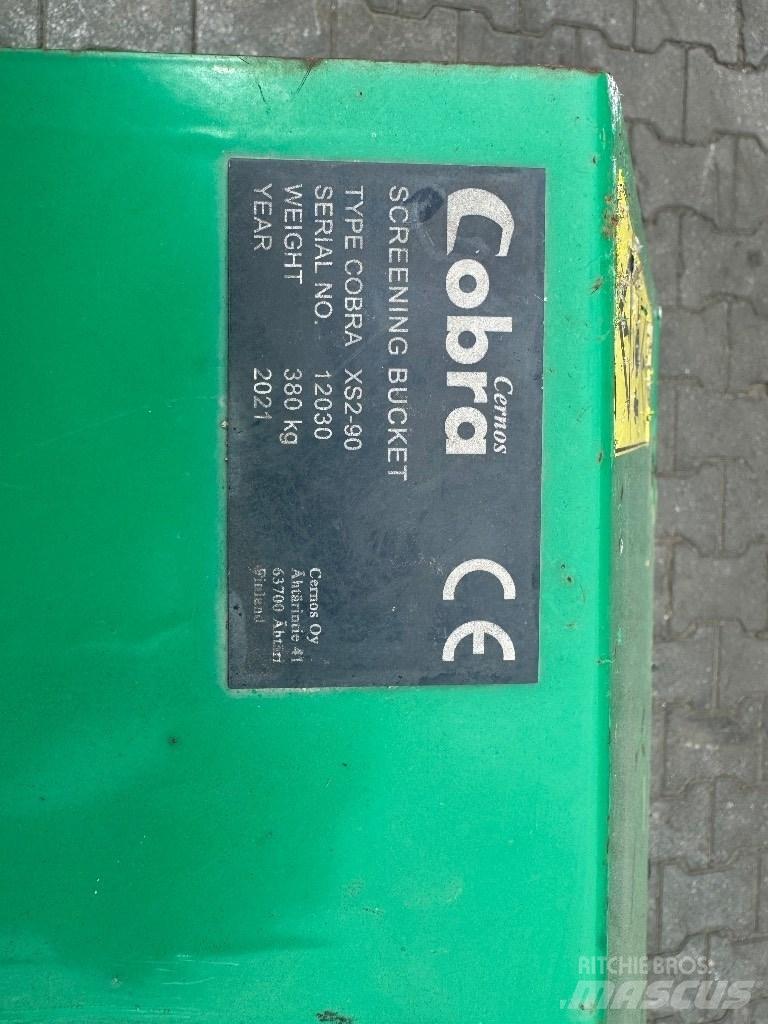 Cernos
Cobra
CE
SCREENING BUCKET
TYPE COBRA XS2-90
SERIAL NO. 12030
WEIGHT 380 kg
YEAR 2021
Cernos Oy
Ähtärintie 41
63700 Ähtäri
Finland
RITCHIE BROS.
MASCUS